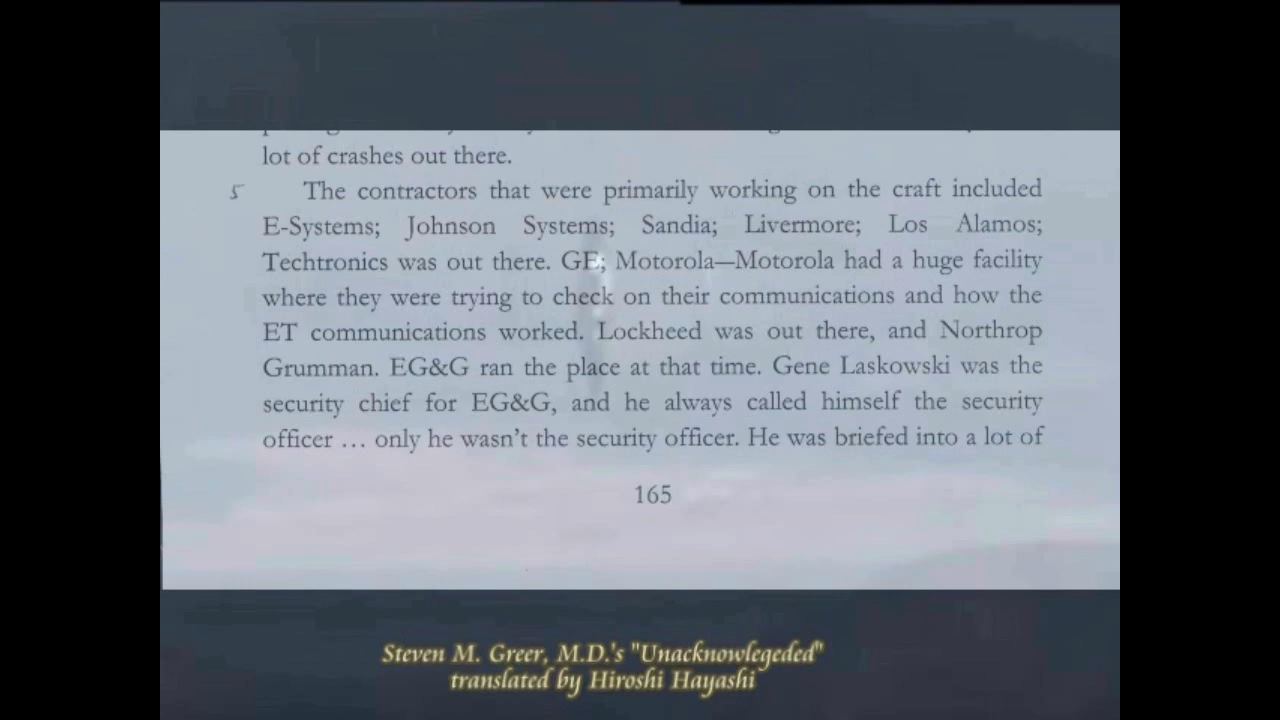 lot of crashes out there.
5 The contractors that were primarily working on the craft included
E-Systems; Johnson Systems; Sandia; Livermore; Los Alamos;
Techtronics was out there. GE; Motorola—Motorola had a huge facility
where they were trying to check on their communications and how the
ET communications worked. Lockheed was out there, and Northrop
Grumman. EG&G ran the place at that time. Gene Laskowski was the
security chief for EG&G, and he always called himself the security
officer … only he wasn't the security officer. He was briefed into a lot of
165
Steven M. Greer, M.D.'s "Unacknowlegeded"
translated by Hiroshi Hayashi